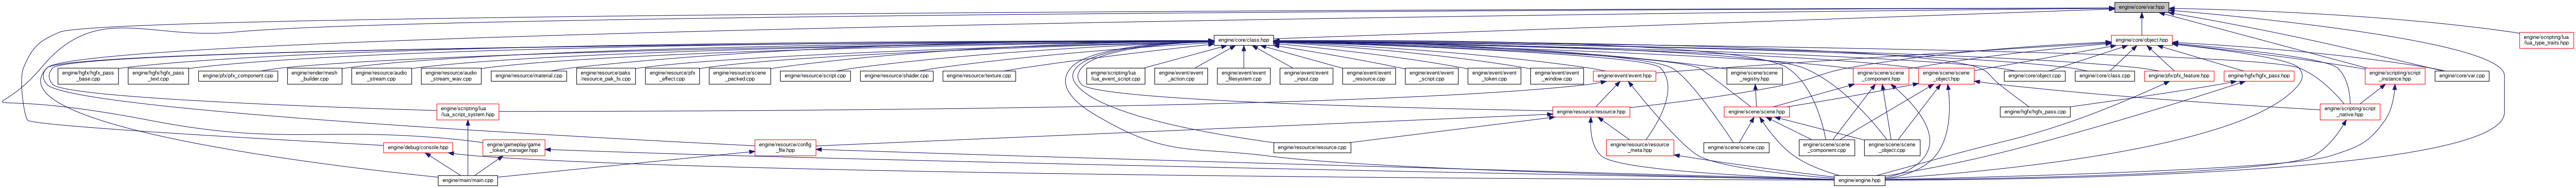 engine/core/var.hpp
engine/core/class.hpp
engine/core/object.hpp
engine/scripting/lua
/lua_type_traits.hpp
engine/hgfx/hgfx_pass
_base.cpp
engine/hgfx/hgfx_pass
_text.cpp
engine/pfx/pfx_component.cpp
engine/render/mesh
_builder.cpp
engine/resource/audio
_stream.cpp
engine/resource/audio
_stream_wav.cpp
engine/resource/material.cpp
engine/resource/paks
/resource_pak_fs.cpp
engine/resource/pfx
_effect.cpp
engine/resource/scene
_packed.cpp
engine/resource/script.cpp
engine/resource/shader.cpp
engine/resource/texture.cpp
engine/scripting/lua
/lua_event_script.cpp
engine/event/event
_action.cpp
engine/event/event
_filesystem.cpp
engine/event/event
_input.cpp
engine/event/event
_resource.cpp
engine/event/event
_script.cpp
engine/event/event
_token.cpp
engine/event/event
_window.cpp
engine/event/event.hpp
engine/scene/scene
_registry.hpp
engine/scene/scene
_component.hpp
engine/scene/scene
_object.hpp
engine/core/object.cpp
engine/core/class.cpp
engine/pfx/pfx_feature.hpp
engine/hgfx/hgfx_pass.hpp
engine/scripting/script
_instance.hpp
engine/core/var.cpp
engine/scripting/lua
/lua_script_system.hpp
engine/resource/resource.hpp
engine/scene/scene.hpp
engine/hgfx/hgfx_pass.cpp
engine/scripting/script
_native.hpp
engine/debug/console.hpp
engine/gameplay/game
_token_manager.hpp
engine/resource/config
_file.hpp
engine/resource/resource.cpp
engine/resource/resource
_meta.hpp
engine/scene/scene.cpp
engine/scene/scene
_component.cpp
engine/scene/scene
_object.cpp
engine/main/main.cpp
engine/engine.hpp